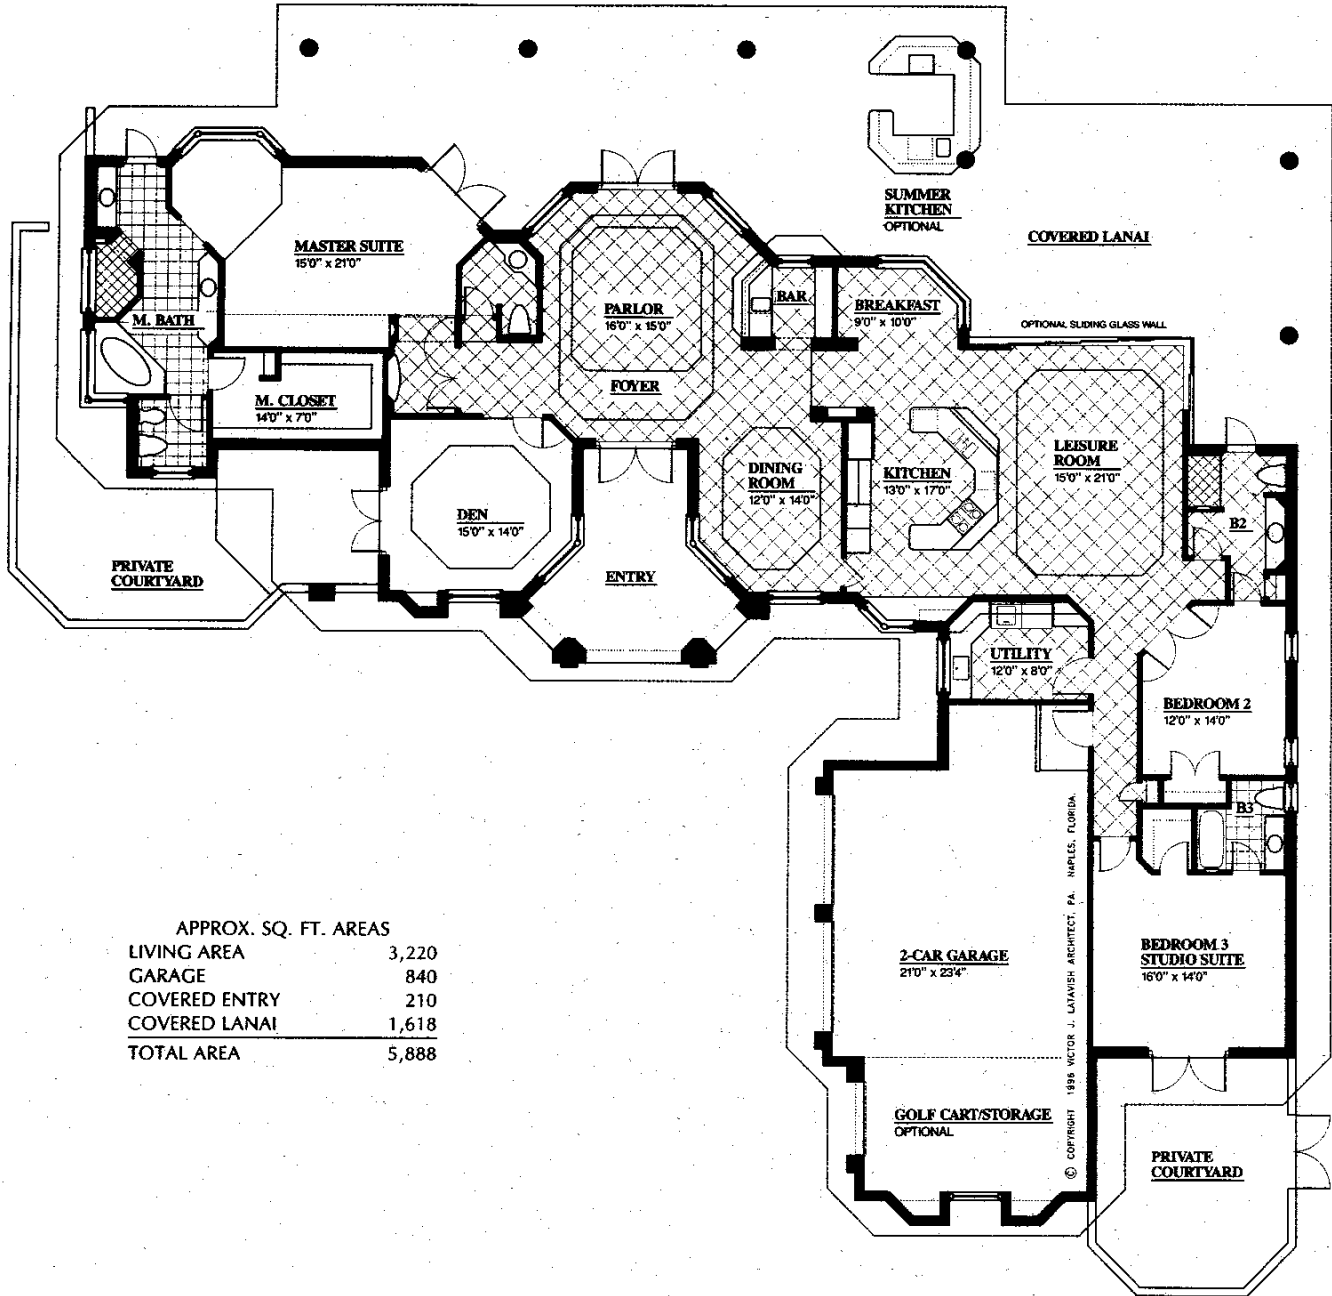 SUMMER
KITCHEN
OPTIONAL
COVERED LANAI
MASTER SUITE
15'0" x 21'0"
PARLOR
16'0" x 15'0"
BAR
BREAKFAST
9'0" x 10'0"
M. BATH
OPTIONAL SLIDING GLASS WALL
FOYER
M. CLOSET
14'0" x 7'0"
LEISURE
ROOM
15'0" x 21'0"
DINING
ROOM
12'0" x 14'0"
KITCHEN
13'0" x 17'0"
DEN
15'0" x 14'0"
B2
PRIVATE
COURTYARD
ENTRY
UTILITY
12'0" x 8'0"
BEDROOM 2
12'0" x 14'0"
B3
BEDROOM 3
STUDIO SUITE
16'0" x 14'0"
2-CAR GARAGE
21'0" x 23'4"
© COPYRIGHT 1996 VICTOR J. LATAVISH ARCHITECT, PA. NAPLES, FLORIDA.
GOLF CART/STORAGE
OPTIONAL
PRIVATE
COURTYARD
APPROX. SQ. FT. AREAS
LIVING AREA 3,220
GARAGE 840
COVERED ENTRY 210
COVERED LANAI 1,618
TOTAL AREA 5,888